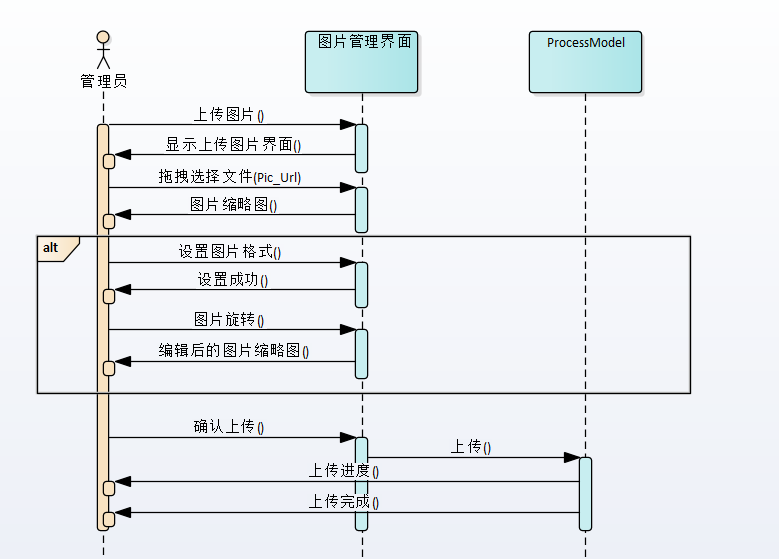 图片管理界面
ProcessModel
管理员
上传图片()
显示上传图片界面()
拖拽选择文件(Pic_Url)
图片缩略图()
alt
设置图片格式()
设置成功()
图片旋转()
编辑后的图片缩略图()
确认上传()
上传()
上传进度()
上传完成()